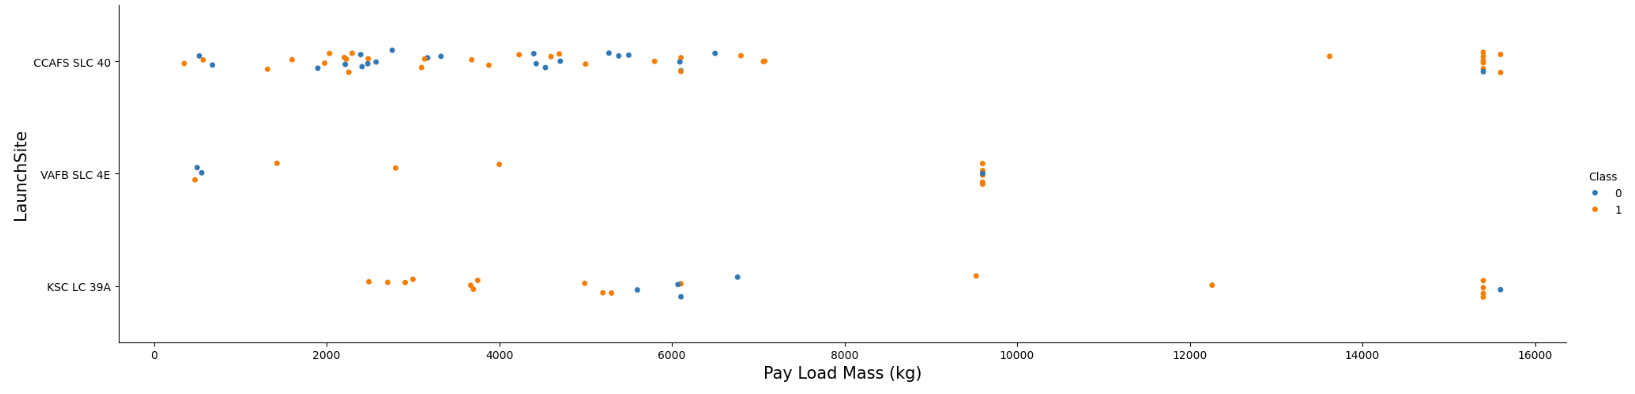 LaunchSite
CCAFS SLC 40
VAFB SLC 4E
KSC LC 39A
0 2000 4000 6000 8000 10000 12000 14000 16000
Pay Load Mass (kg)
Class
0
1